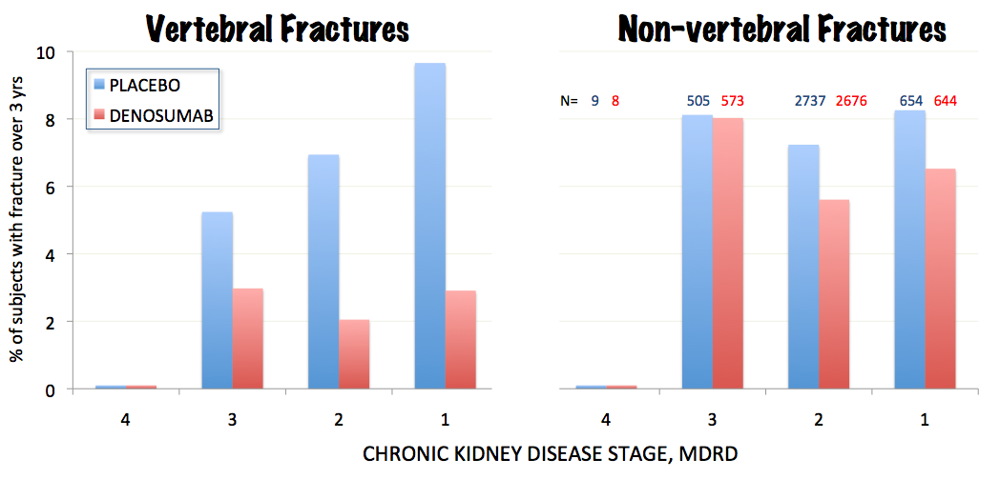 Vertebral Fractures
Non-vertebral Fractures
% of subjects with fracture over 3 yrs
10
8
6
4
2
0
PLACEBO
DENOSUMAB
N= 9 8 505 573 2737 2676 654 644
4 3 2 1
4 3 2 1
CHRONIC KIDNEY DISEASE STAGE, MDRD